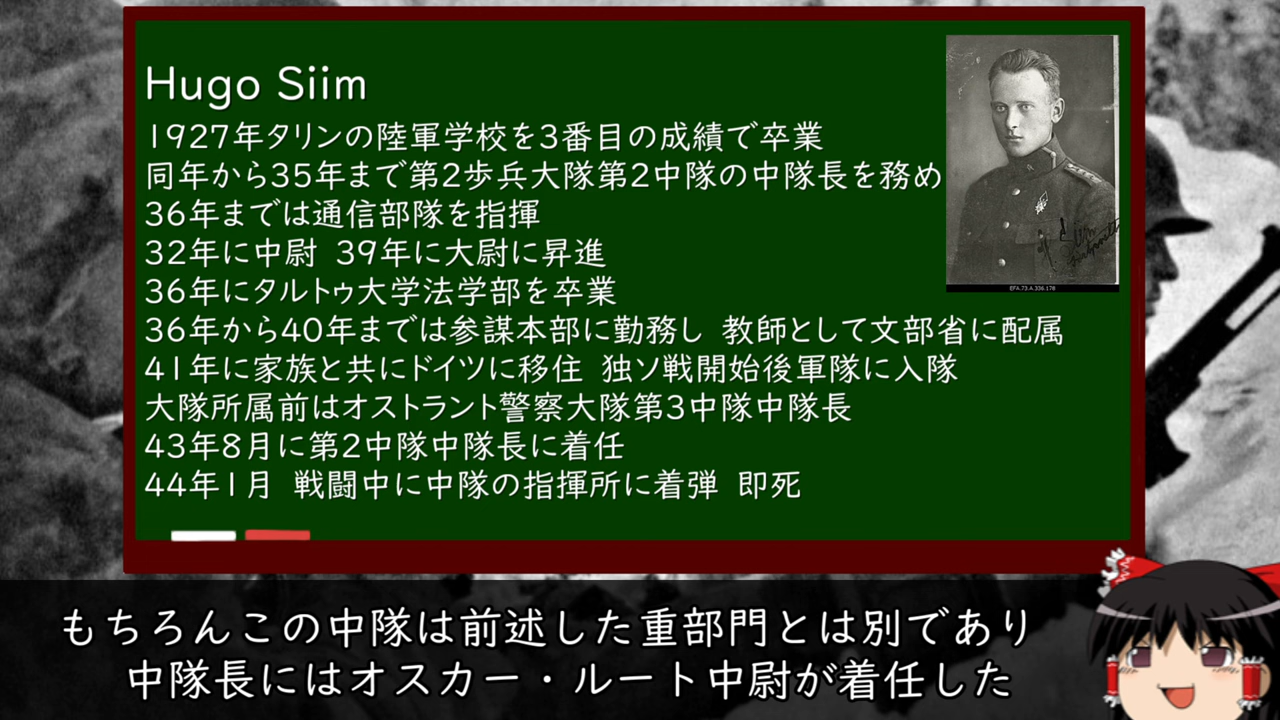 Hugo Siim
1927年タリンの陸軍学校を3番目の成績で卒業
同年から35年まで第2歩兵大隊第2中隊の中隊長を務め
36年までは通信部隊を指揮
32年に中尉 39年に大尉に昇進
36年にタルトゥ大学法学部を卒業
36年から40年までは参謀本部に勤務し 教師として文部省に配属
41年に家族と共にドイツに移住 独ソ戦開始後軍隊に入隊
大隊所属前はオストラント警察大隊第3中隊中隊長
43年8月に第2中隊中隊長に着任
44年1月 戦闘中に中隊の指揮所に着弾 即死
EFA.73.A.336.178
もちろんこの中隊は前述した重部門とは別であり
中隊長にはオスカー・ルート中尉が着任した